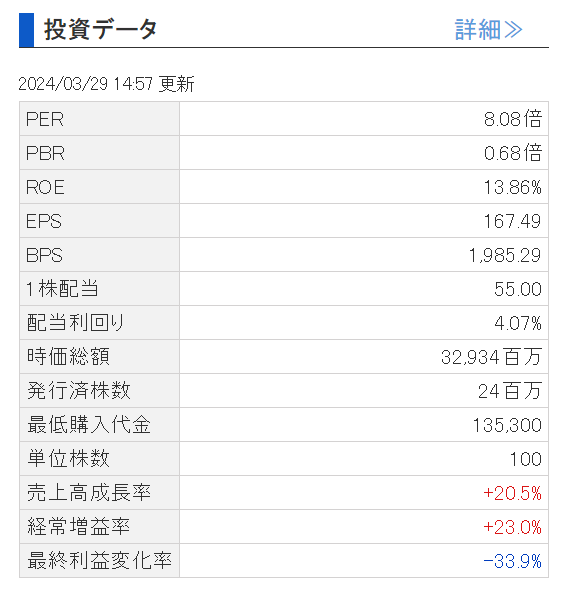 投資データ 詳細≫
2024/03/29 14:57 更新
PER 8.08倍
PBR 0.68倍
ROE 13.86%
EPS 167.49
BPS 1,985.29
1株配当 55.00
配当利回り 4.07%
時価総額 32,934百万
発行済株数 24百万
最低購入代金 135,300
単位株数 100
売上高成長率 +20.5%
経常増益率 +23.0%
最終利益変化率 -33.9%